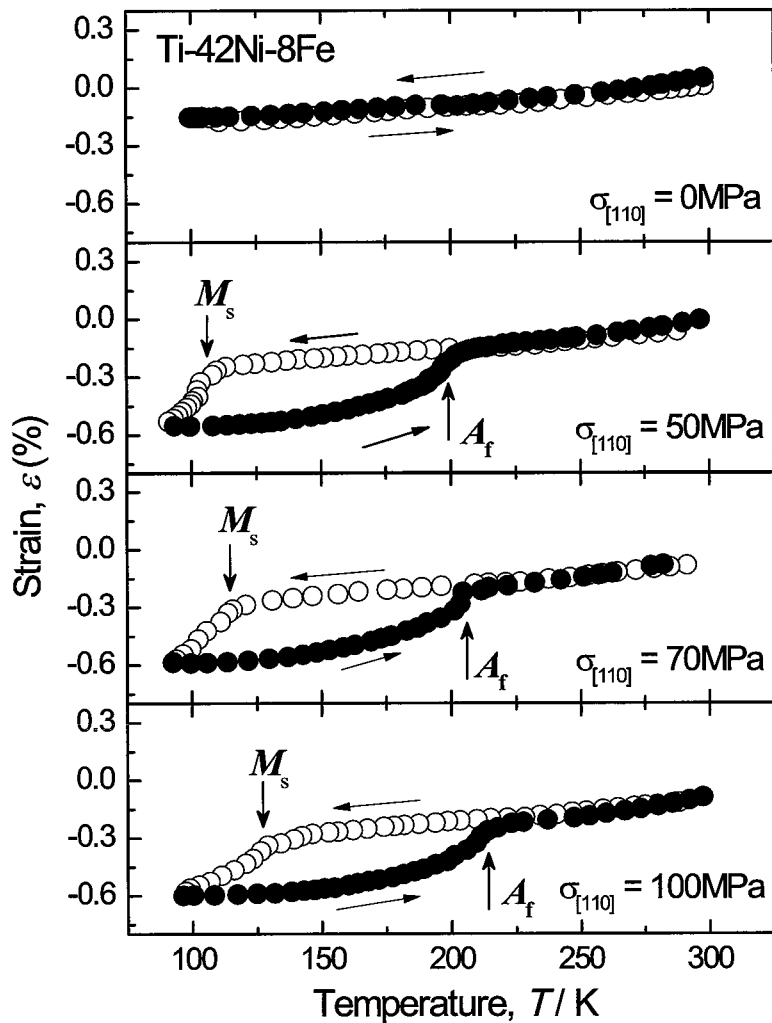 Ti-42Ni-8Fe
0.3
0.0
-0.3
-0.6
σ[110] = 0MPa
0.3
0.0
-0.3
-0.6
Ms
Af
σ[110] = 50MPa
0.3
0.0
-0.3
-0.6
Ms
Af
σ[110] = 70MPa
0.3
0.0
-0.3
-0.6
Ms
Af
σ[110] = 100MPa
Strain, ε (%)
100 150 200 250 300
Temperature, T / K